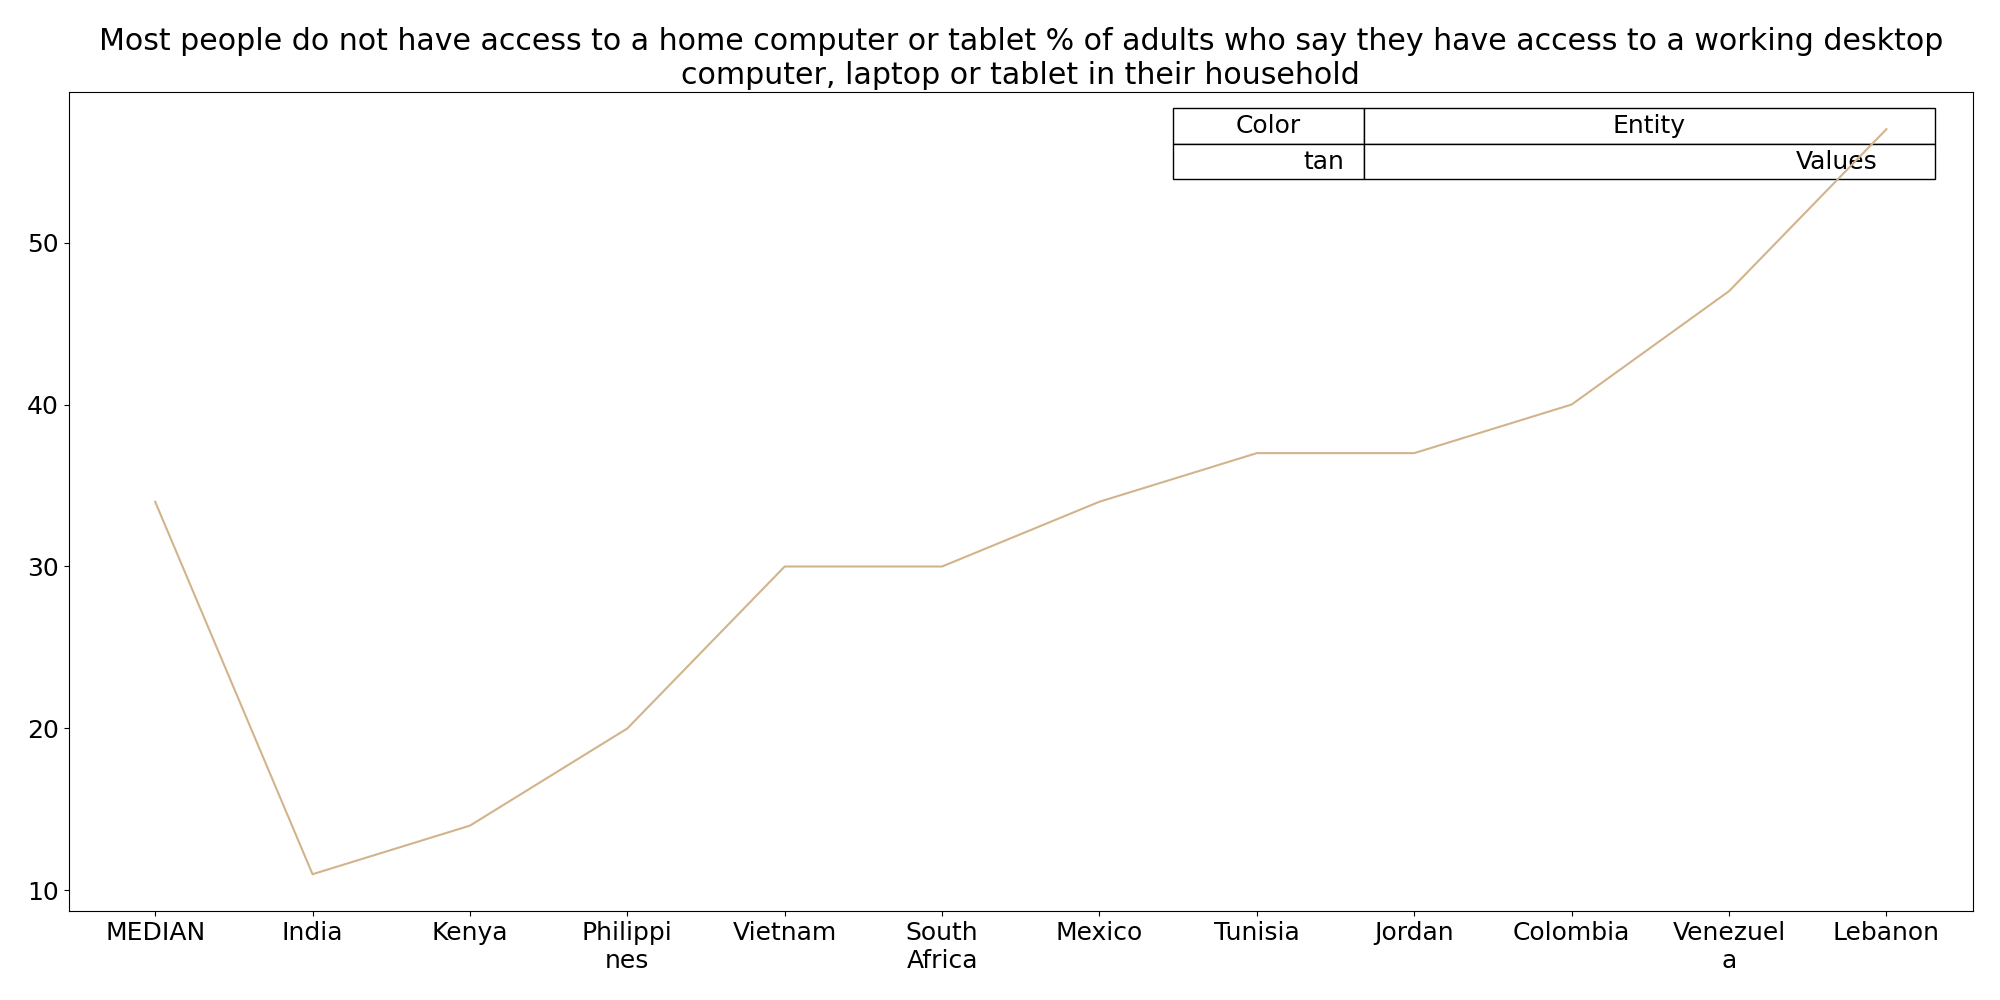 Most people do not have access to a home computer or tablet % of adults who say they have access to a working desktop
computer, laptop or tablet in their household
Color Entity
tan Values
50
40
30
20
10
MEDIAN India Kenya Philippi Vietnam South Mexico Tunisia Jordan Colombia Venezuel Lebanon
nes Africa a